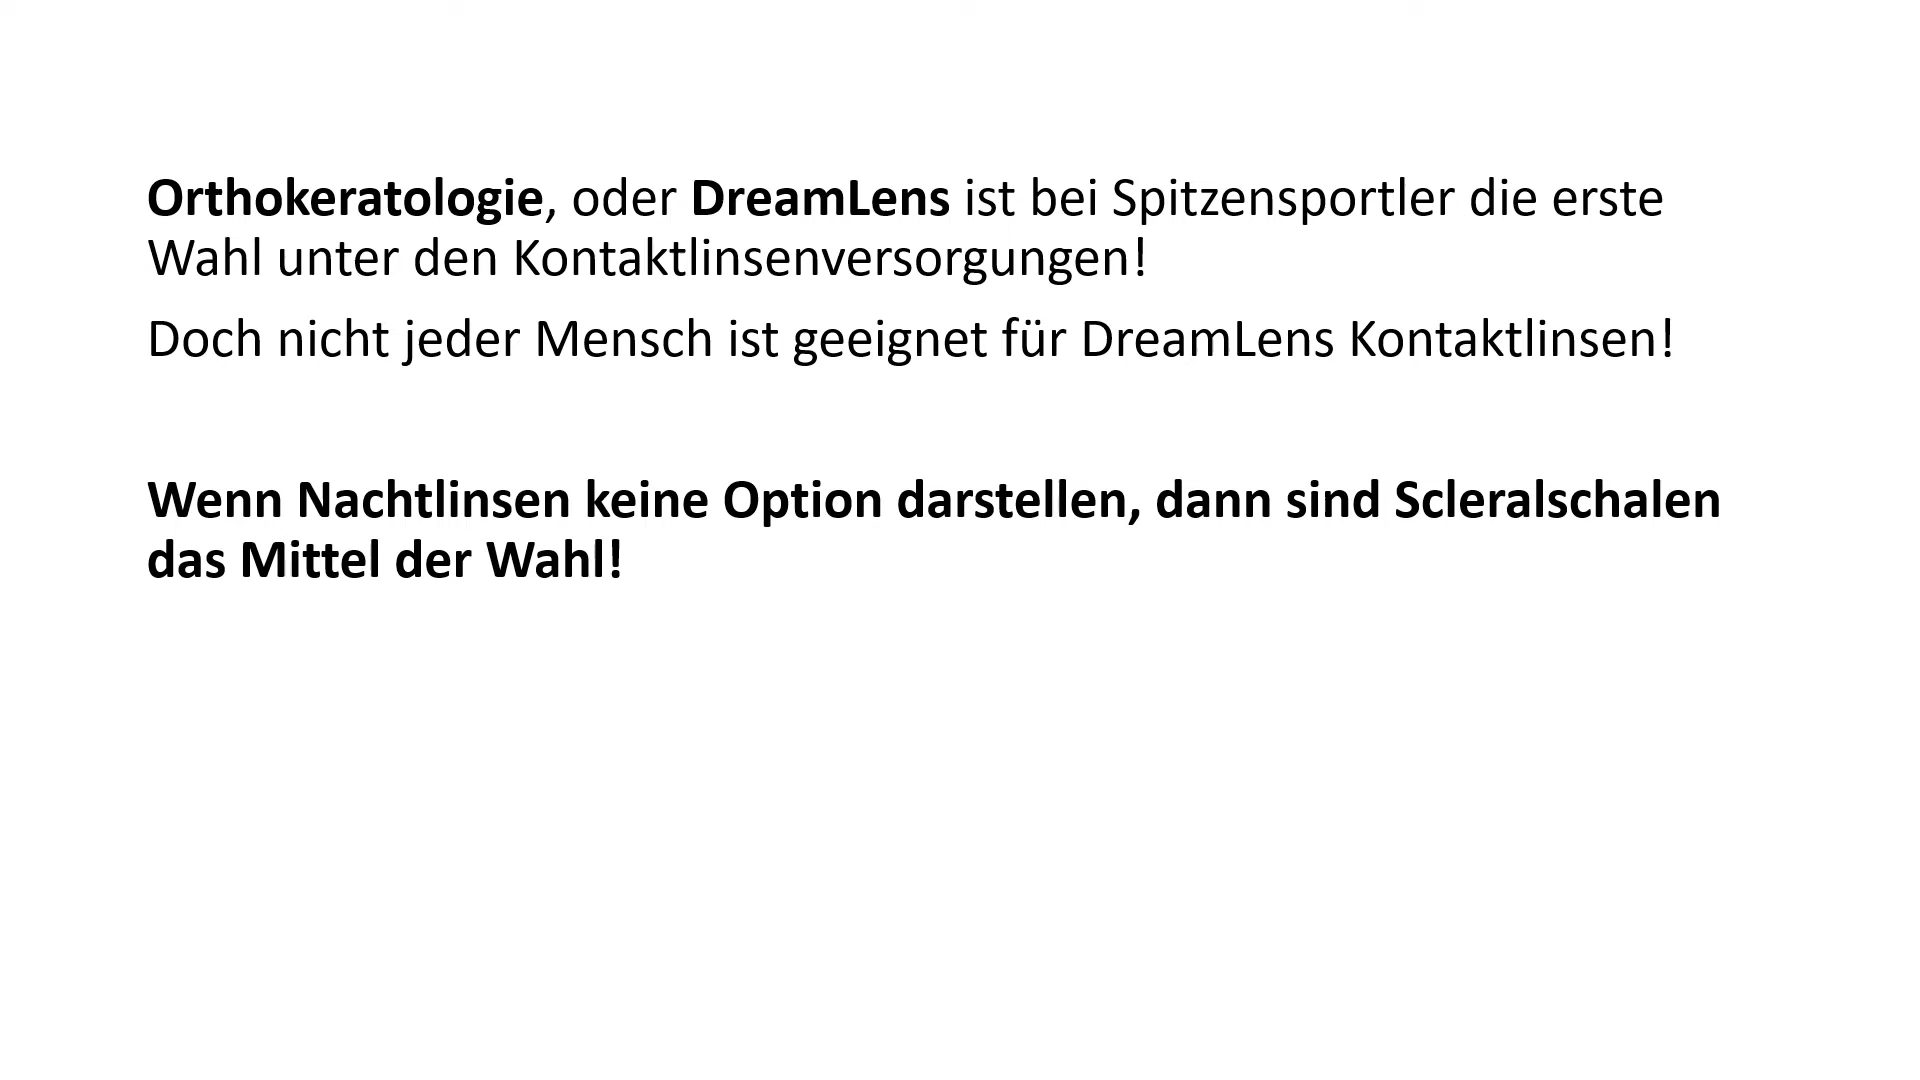 Orthokeratologie, oder DreamLens ist bei Spitzensportler die erste
Wahl unter den Kontaktlinsenversorgungen!
Doch nicht jeder Mensch ist geeignet für DreamLens Kontaktlinsen!
Wenn Nachtlinsen keine Option darstellen, dann sind Scleralschalen
das Mittel der Wahl!